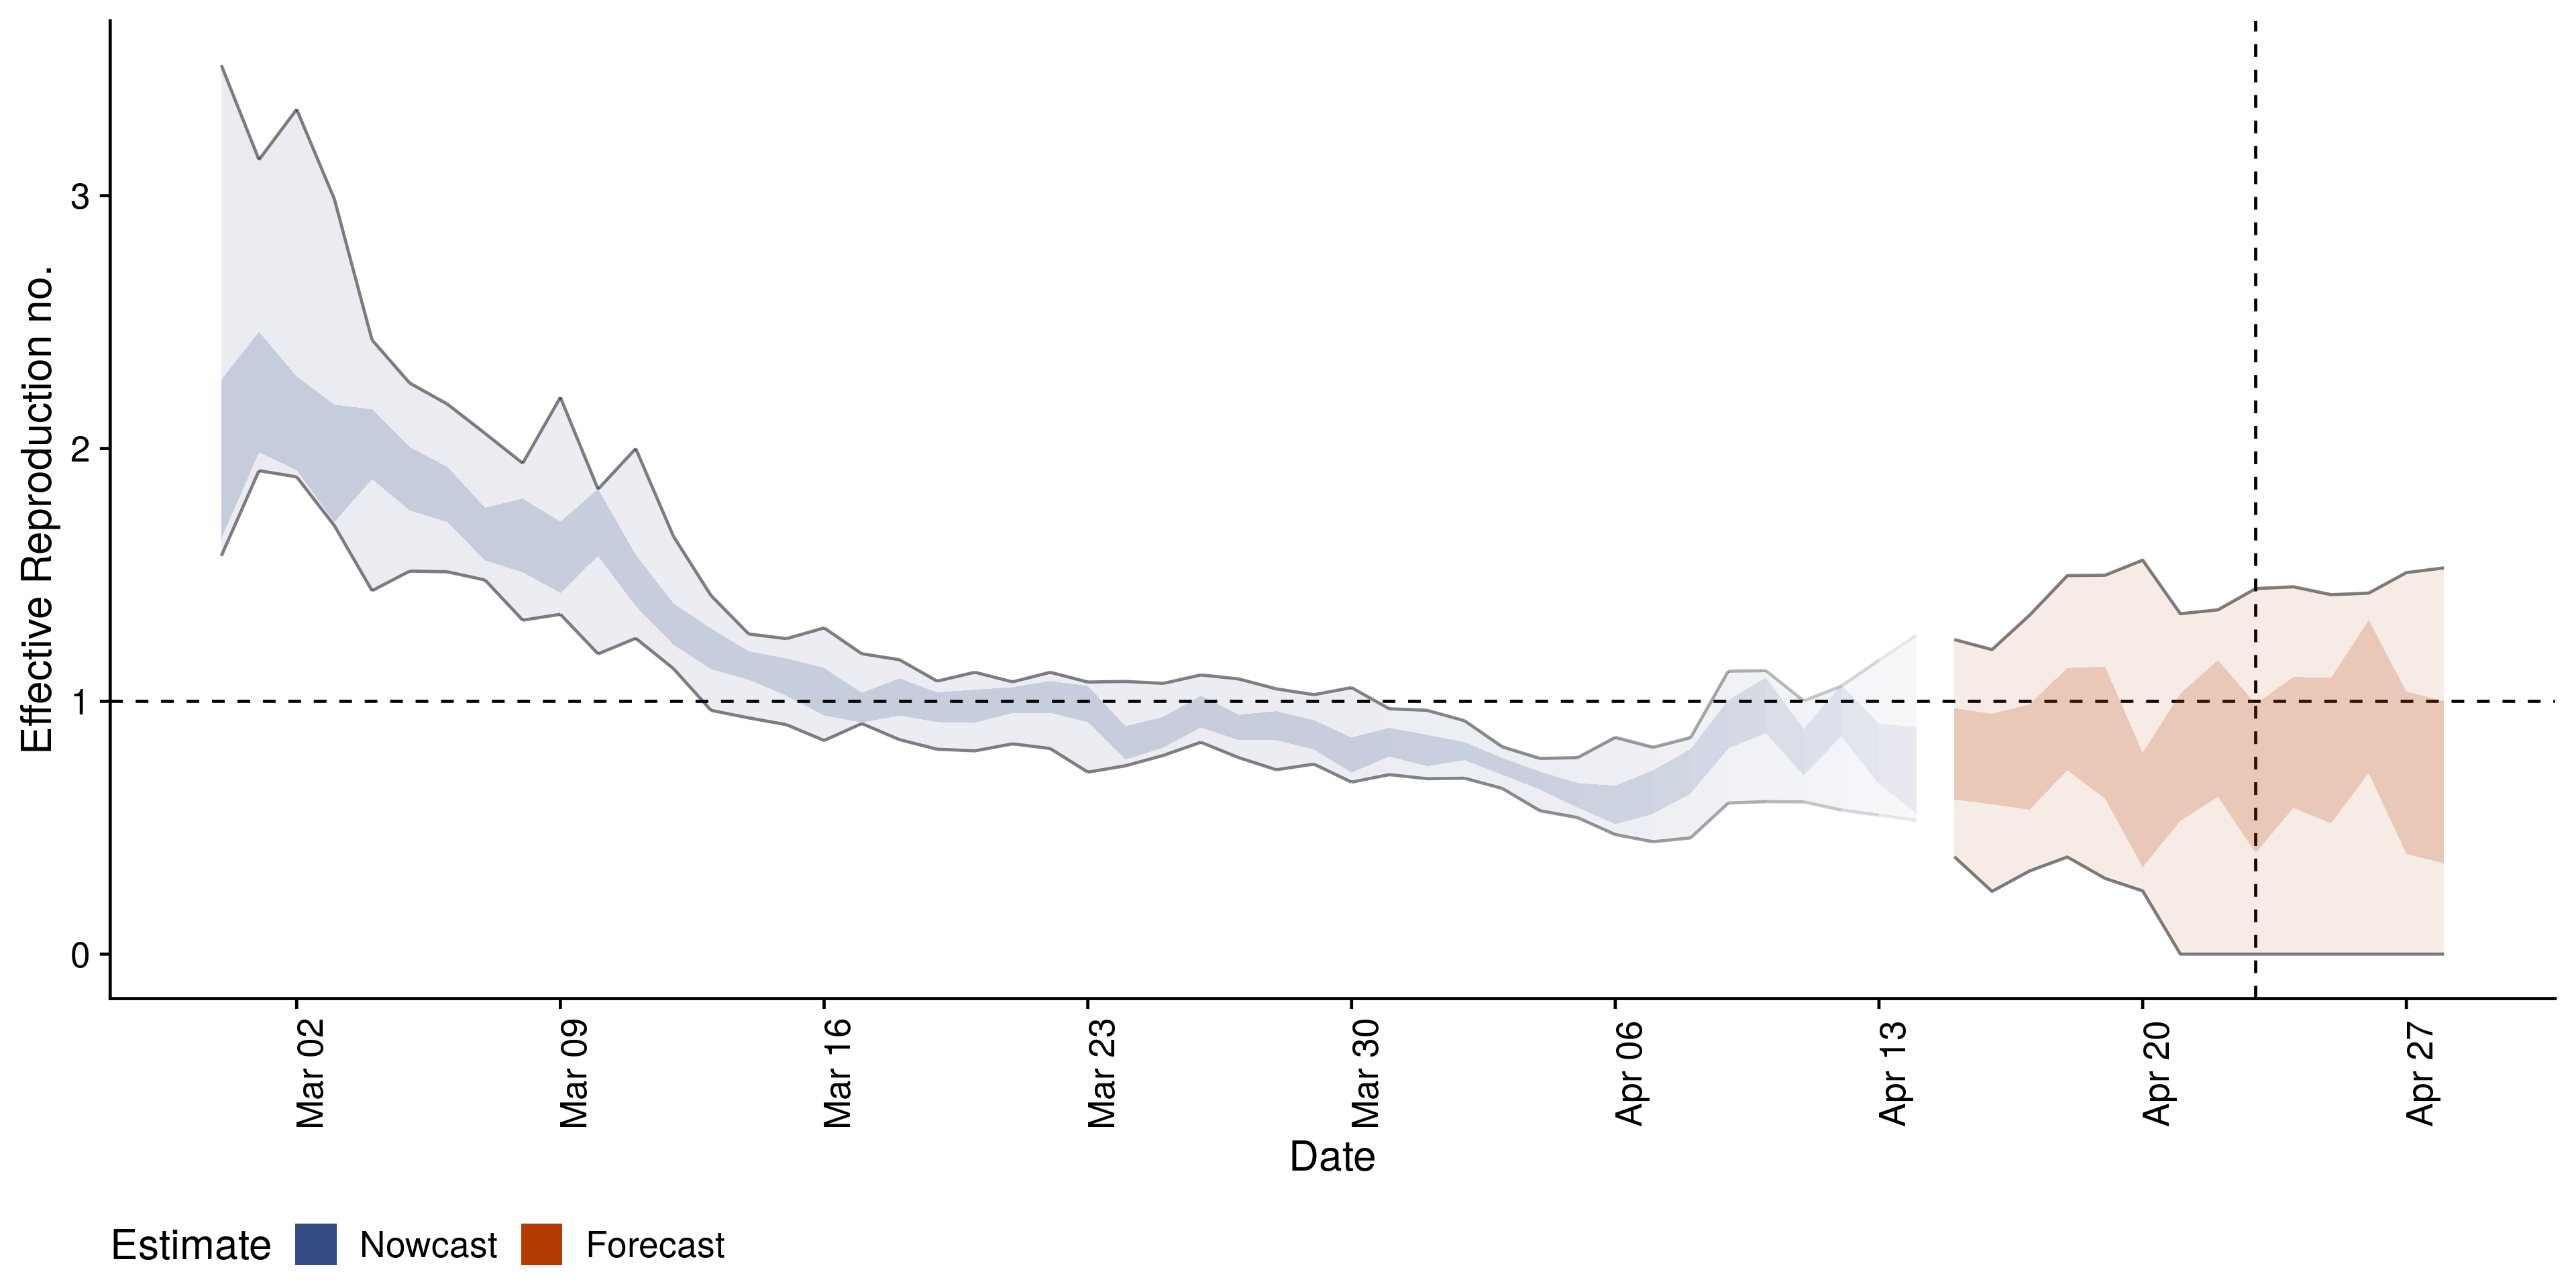 Effective Reproduction no.
3
2
1
0
Mar 02
Mar 09
Mar 16
Mar 23
Mar 30
Apr 06
Apr 13
Apr 20
Apr 27
Date
Estimate Nowcast Forecast